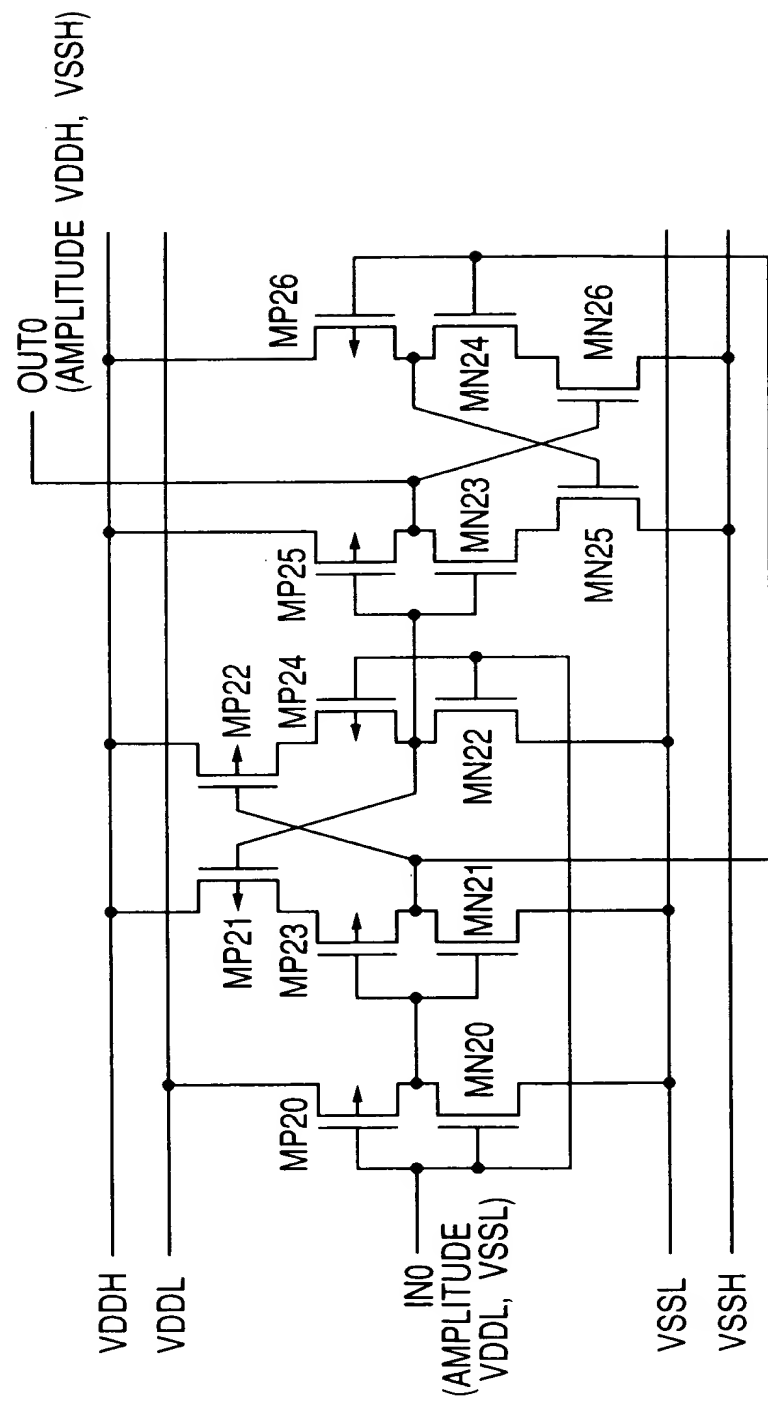 VDDH
VDDL
IN0
(AMPLITUDE
VDDL, VSSL)
VSSL
VSSH
MP20
MN20
MP21
MP23
MN21
MP22
MP24
MN22
MP25
MN23
MN25
MP26
MN24
MN26
OUT0
(AMPLITUDE VDDH, VSSH)